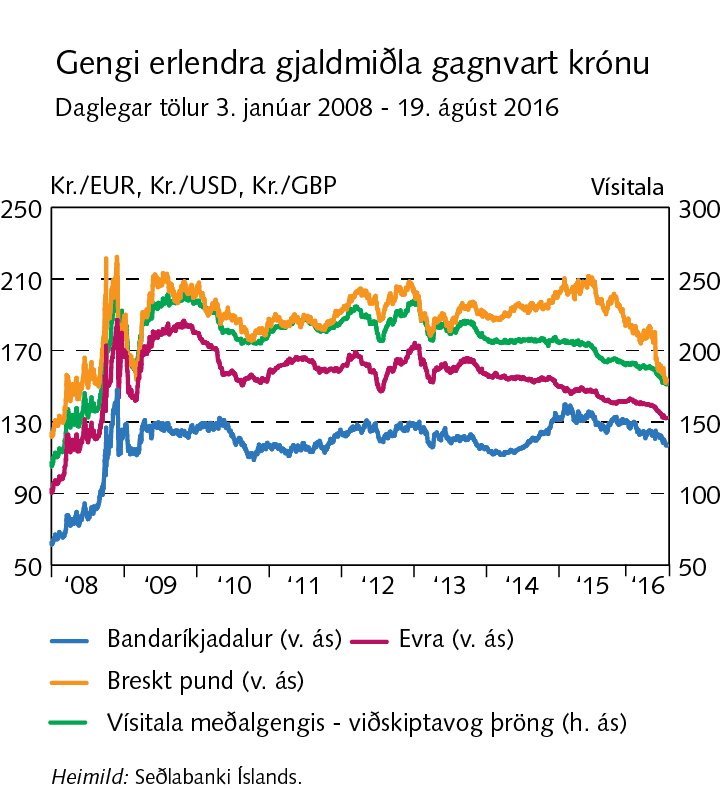 Gengi erlendra gjaldmiðla gagnvart krónu
Daglegar tölur 3. janúar 2008 - 19. ágúst 2016
Kr./EUR, Kr./USD, Kr./GBP Vísitala
250 300
210 250
170 200
130 150
90 100
50 50
‘08 ‘09 ‘10 ‘11 ‘12 ‘13 ‘14 ‘15 ‘16
Bandaríkjadalur (v. ás) Evra (v. ás)
Breskt pund (v. ás)
Vísitala meðalgengis - viðskiptavog þröng (h. ás)
Heimild: Seðlabanki Íslands.